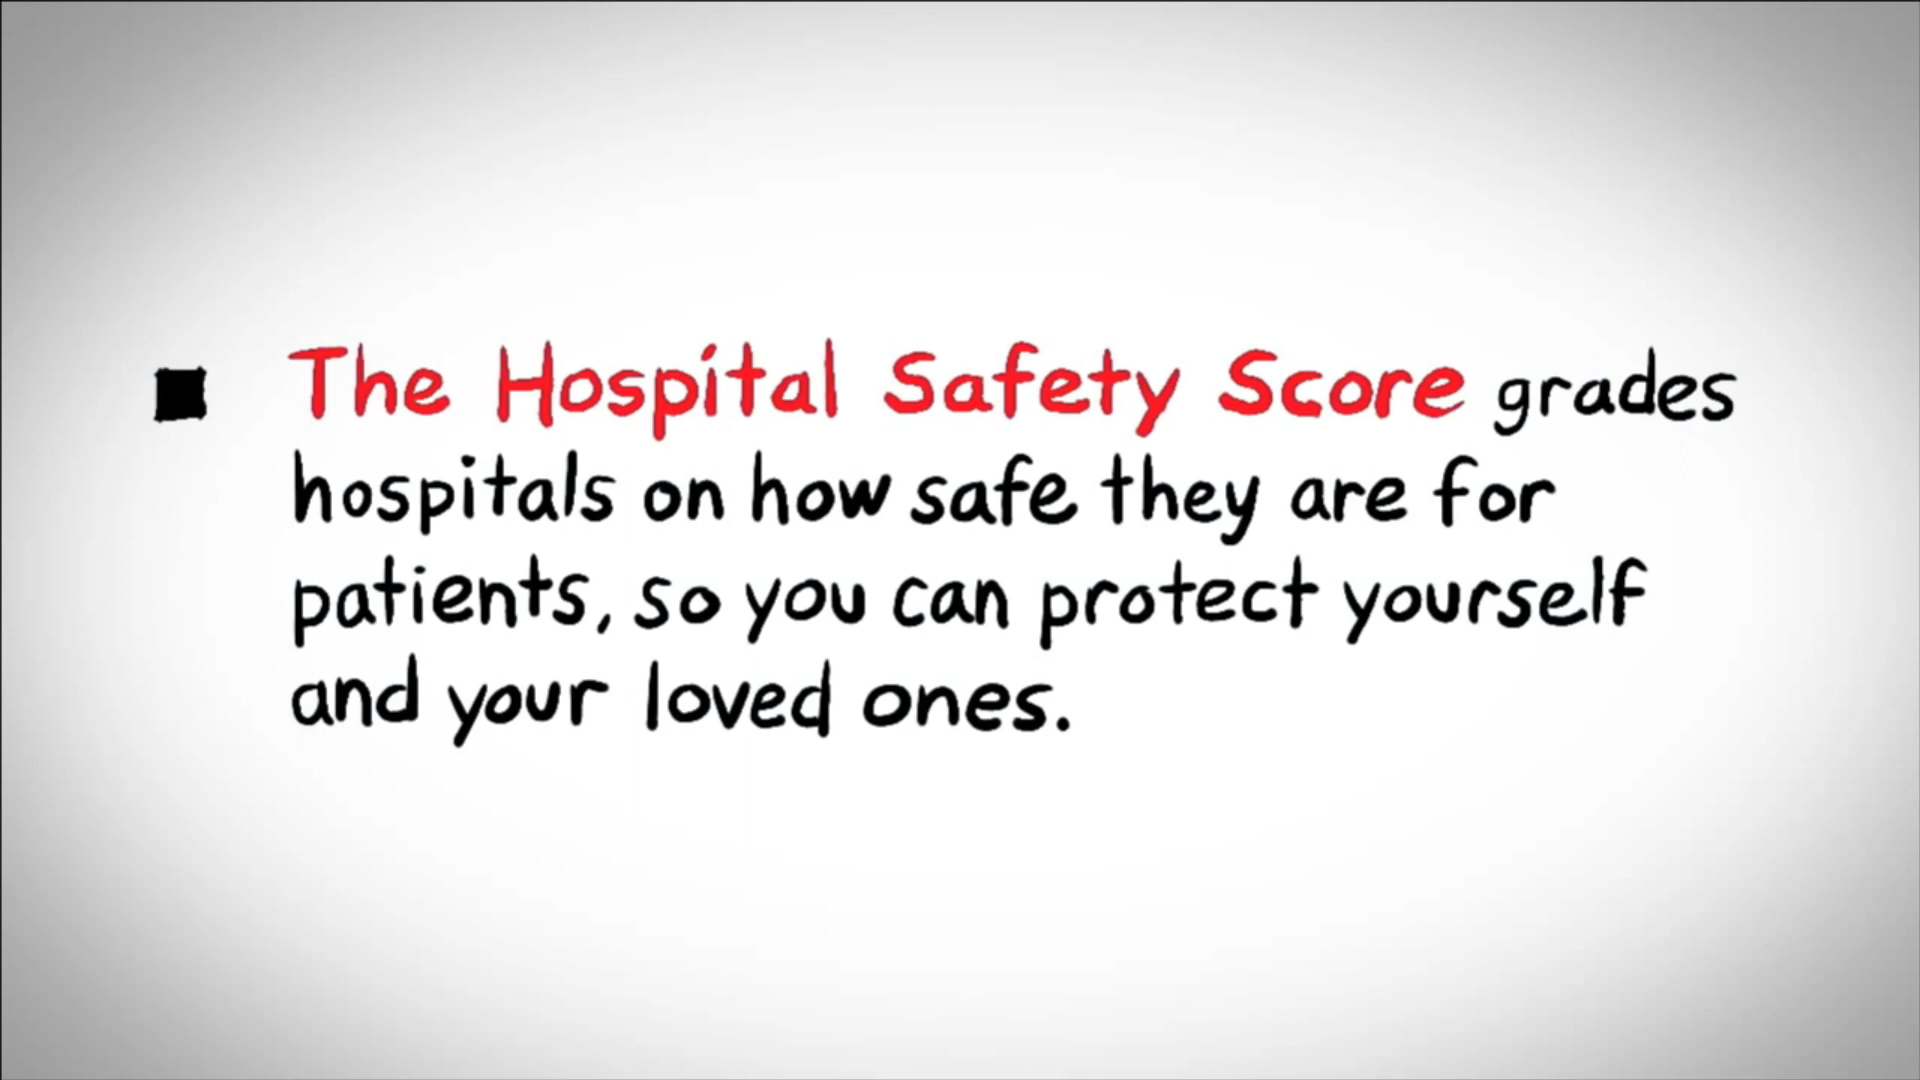 The Hospital Safety Score grades
hospitals on how safe they are for
patients, so you can protect yourself
and your loved ones.